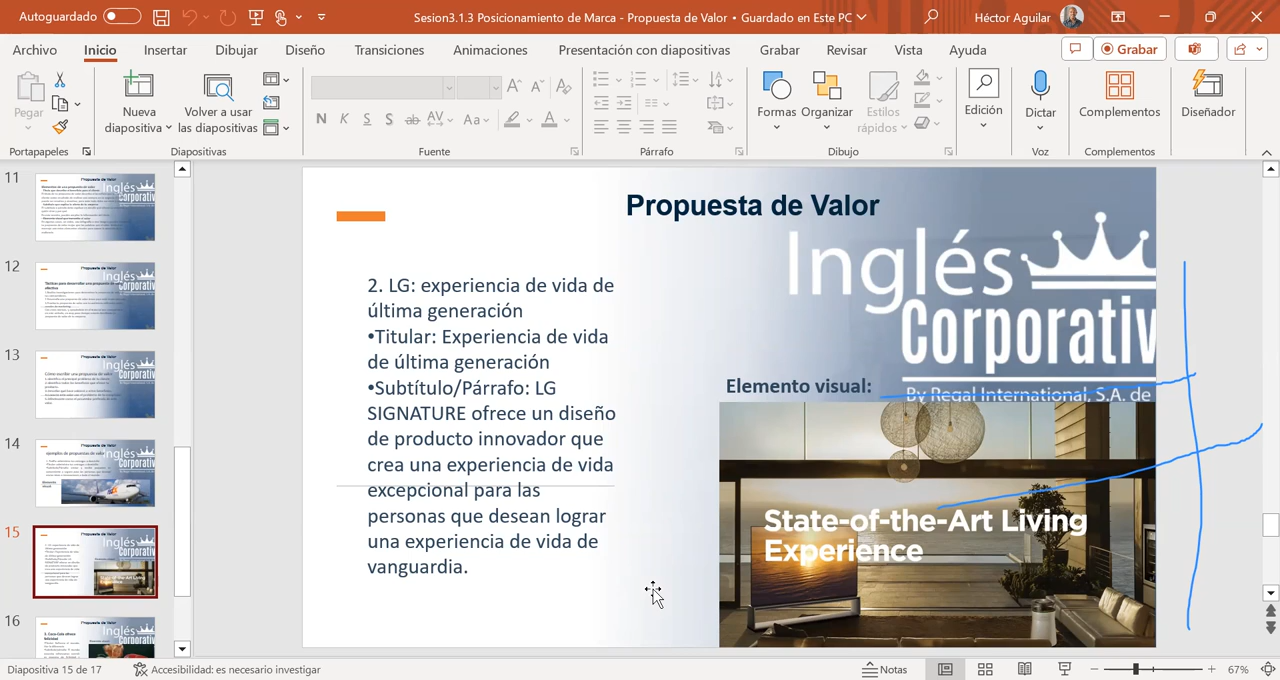 Autoguardado
Sesion3.1.3 Posicionamiento de Marca - Propuesta de Valor • Guardado en Este PC
Héctor Aguilar
Archivo
Inicio
Insertar
Dibujar
Diseño
Transiciones
Animaciones
Presentación con diapositivas
Grabar
Revisar
Vista
Ayuda
Grabar
Pegar
Nueva
diapositiva
Volver a usar
las diapositivas
N K S S ab AV Aa A
Formas
Organizar
Estilos
rápidos
Edición
Dictar
Complementos
Diseñador
Portapapeles
Diapositivas
Fuente
Párrafo
Dibujo
Voz
Complementos
11
12
13
14
15
16
Propuesta de Valor
2. LG: experiencia de vida de
última generación
•Titular: Experiencia de vida
de última generación
•Subtítulo/Párrafo: LG
SIGNATURE ofrece un diseño
de producto innovador que
crea una experiencia de vida
excepcional para las
personas que desean lograr
una experiencia de vida de
vanguardia.
Inglés
Corporativ
By Regal International, S.A. de
Elemento visual:
State-of-the-Art Living
Experience
Diapositiva 15 de 17
Accesibilidad: es necesario investigar
Notas
67%